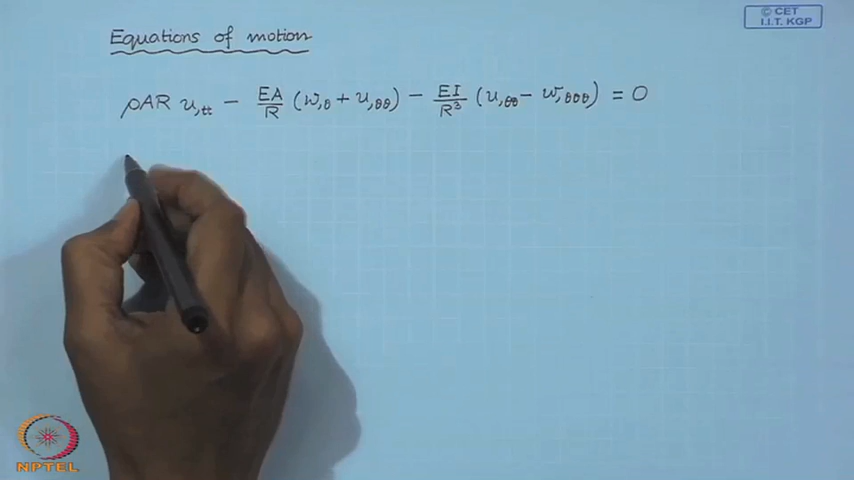 © CET
I.I.T. KGP
Equations of motion
ρAR u,tt − EA/R (w,θ + u,θθ) − EI/R³ (u,θθ − w,θθθ) = 0
NPTEL